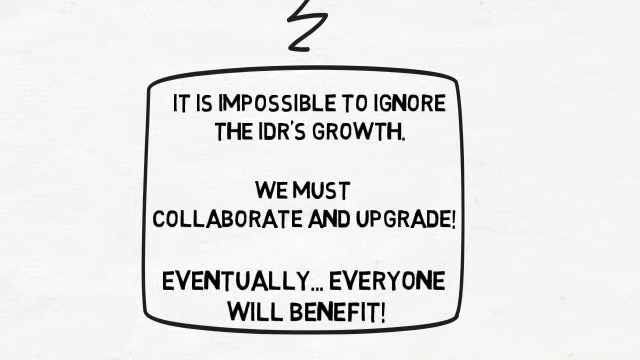 IT IS IMPOSSIBLE TO IGNORE
THE IDR'S GROWTH.
WE MUST
COLLABORATE AND UPGRADE!
EVENTUALLY... EVERYONE
WILL BENEFIT!